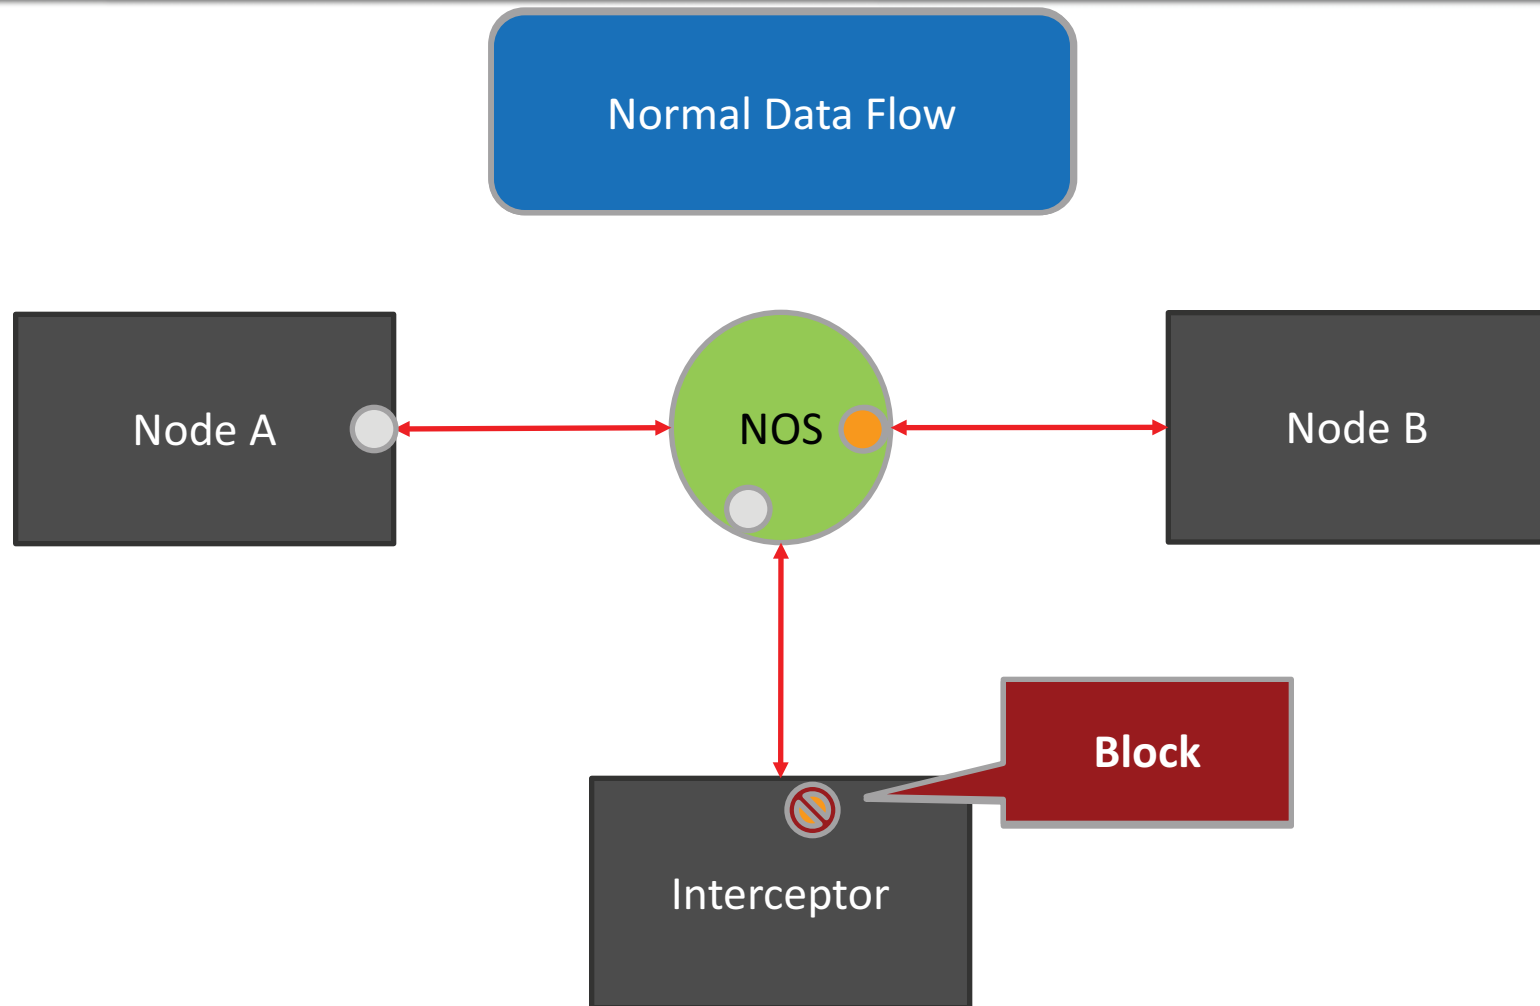 Normal Data Flow
Node A
NOS
Node B
Block
Interceptor